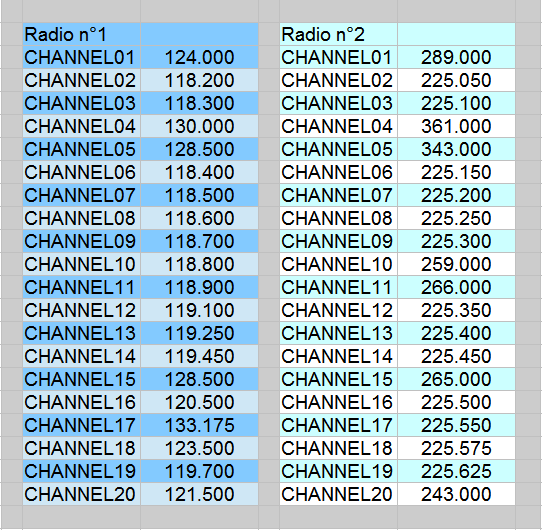 Radio n°1
CHANNEL01 124.000
CHANNEL02 118.200
CHANNEL03 118.300
CHANNEL04 130.000
CHANNEL05 128.500
CHANNEL06 118.400
CHANNEL07 118.500
CHANNEL08 118.600
CHANNEL09 118.700
CHANNEL10 118.800
CHANNEL11 118.900
CHANNEL12 119.100
CHANNEL13 119.250
CHANNEL14 119.450
CHANNEL15 128.500
CHANNEL16 120.500
CHANNEL17 133.175
CHANNEL18 123.500
CHANNEL19 119.700
CHANNEL20 121.500
Radio n°2
CHANNEL01 289.000
CHANNEL02 225.050
CHANNEL03 225.100
CHANNEL04 361.000
CHANNEL05 343.000
CHANNEL06 225.150
CHANNEL07 225.200
CHANNEL08 225.250
CHANNEL09 225.300
CHANNEL10 259.000
CHANNEL11 266.000
CHANNEL12 225.350
CHANNEL13 225.400
CHANNEL14 225.450
CHANNEL15 265.000
CHANNEL16 225.500
CHANNEL17 225.550
CHANNEL18 225.575
CHANNEL19 225.625
CHANNEL20 243.000